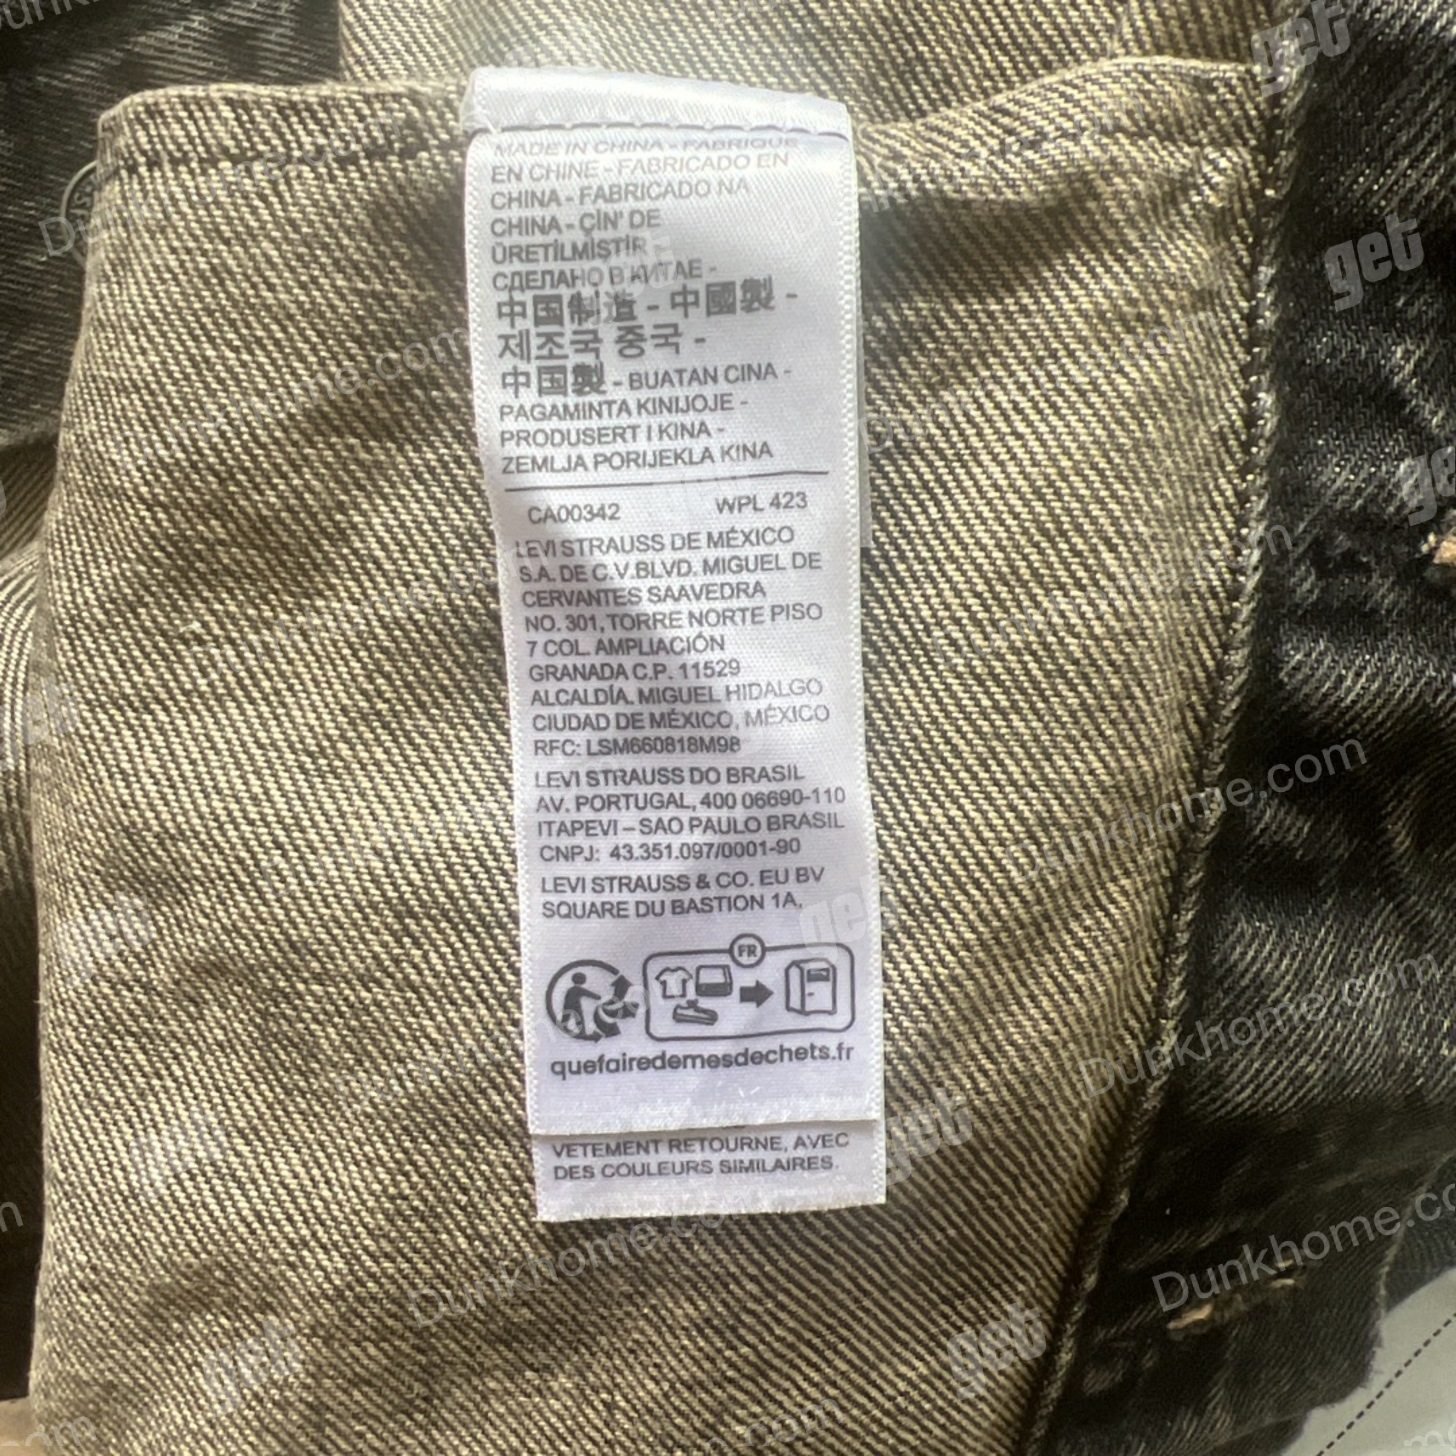 MADE IN CHINA - FABRIQUÉ
EN CHINE - FABRICADO EN
CHINA - FABRICADO NA
CHINA - ÇİN' DE
ÜRETİLMİŞTİR
СДЕЛАНО В КИТАЕ -
中国制造 - 中國製 -
제조국 중국 -
中国製 - BUATAN CINA -
PAGAMINTA KINIJOJE -
PRODUSERT I KINA -
ZEMLJA PORIJEKLA KINA
CA00342 WPL 423
LEVI STRAUSS DE MÉXICO
S.A. DE C.V.BLVD. MIGUEL DE
CERVANTES SAAVEDRA
NO. 301, TORRE NORTE PISO
7 COL. AMPLIACIÓN
GRANADA C.P. 11529
ALCALDÍA. MIGUEL HIDALGO
CIUDAD DE MÉXICO, MÉXICO
RFC: LSM660818M98
LEVI STRAUSS DO BRASIL
AV. PORTUGAL, 400 06690-110
ITAPEVI – SAO PAULO BRASIL
CNPJ: 43.351.097/0001-90
LEVI STRAUSS & CO. EU BV
SQUARE DU BASTION 1A,
FR
quefairedemesdechets.fr
VETEMENT RETOURNE, AVEC
DES COULEURS SIMILAIRES.
get
Dunkhome.com